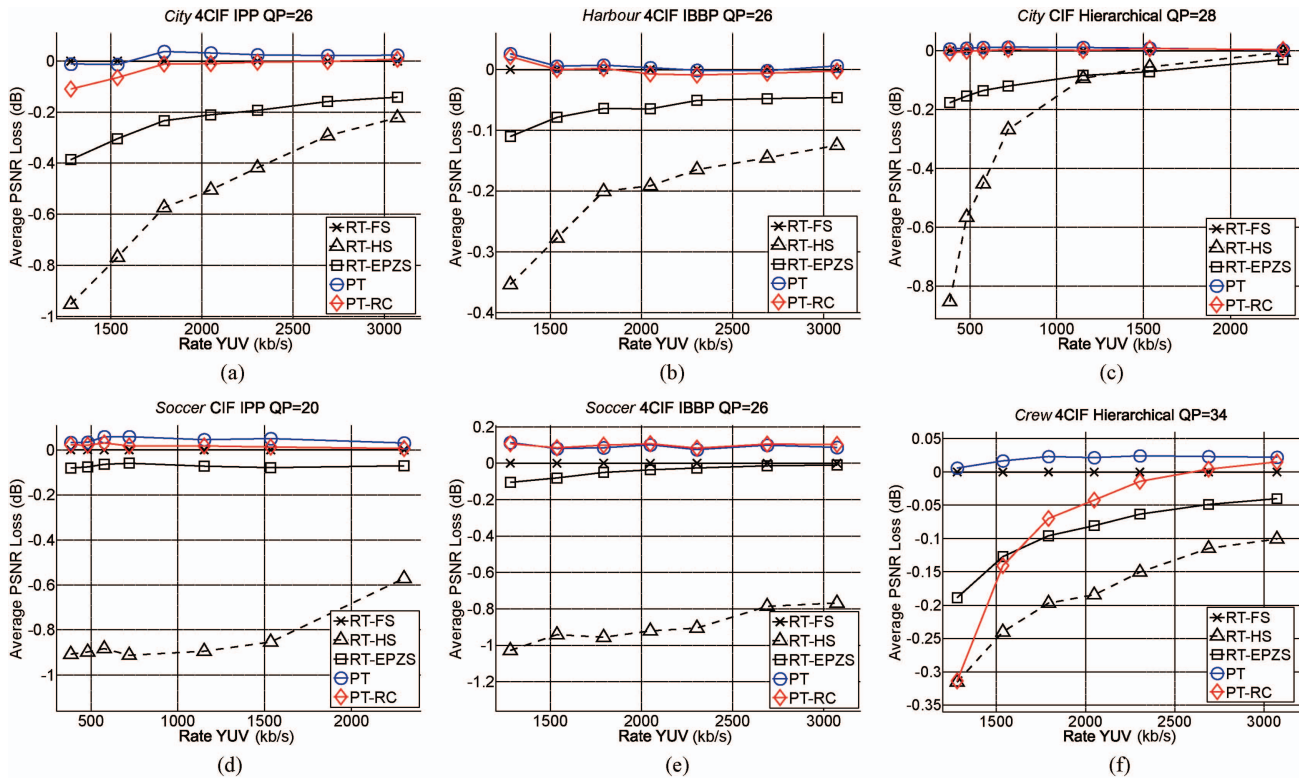 City 4CIF IPP QP=26
Average PSNR Loss (dB)
0
-0.2
-0.4
-0.6
-0.8
-1
RT-FS
RT-HS
RT-EPZS
PT
PT-RC
1500 2000 2500 3000
Rate YUV (kb/s)
(a)
Harbour 4CIF IBBP QP=26
Average PSNR Loss (dB)
0.1
0
-0.1
-0.2
-0.3
-0.4
RT-FS
RT-HS
RT-EPZS
PT
PT-RC
1500 2000 2500 3000
Rate YUV (kb/s)
(b)
City CIF Hierarchical QP=28
Average PSNR Loss (dB)
0
-0.2
-0.4
-0.6
-0.8
RT-FS
RT-HS
RT-EPZS
PT
PT-RC
500 1000 1500 2000
Rate YUV (kb/s)
(c)
Soccer CIF IPP QP=20
Average PSNR Loss (dB)
0
-0.2
-0.4
-0.6
-0.8
-1
RT-FS
RT-HS
RT-EPZS
PT
PT-RC
500 1000 1500 2000
Rate YUV (kb/s)
(d)
Soccer 4CIF IBBP QP=26
Average PSNR Loss (dB)
0.2
0
-0.2
-0.4
-0.6
-0.8
-1
-1.2
RT-FS
RT-HS
RT-EPZS
PT
PT-RC
1500 2000 2500 3000
Rate YUV (kb/s)
(e)
Crew 4CIF Hierarchical QP=34
Average PSNR Loss (dB)
0.05
0
-0.05
-0.1
-0.15
-0.2
-0.25
-0.3
-0.35
RT-FS
RT-HS
RT-EPZS
PT
PT-RC
1500 2000 2500 3000
Rate YUV (kb/s)
(f)